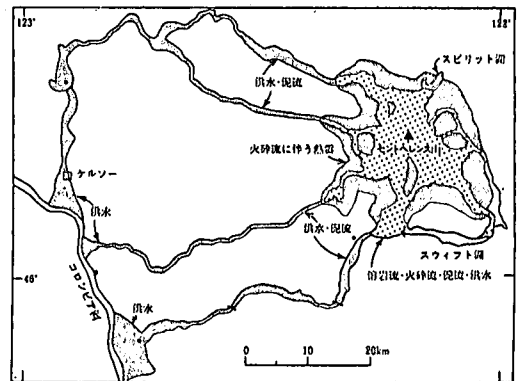 123°
122°
スピリット湖
洪水・泥流
セントヘレンズ山
火砕流に伴う熱雲
ケルソー
洪水
洪水・泥流
スウィフト湖
46°
46°
溶岩流・火砕流・泥流・洪水
コロンビア川
洪水
0 10 20km